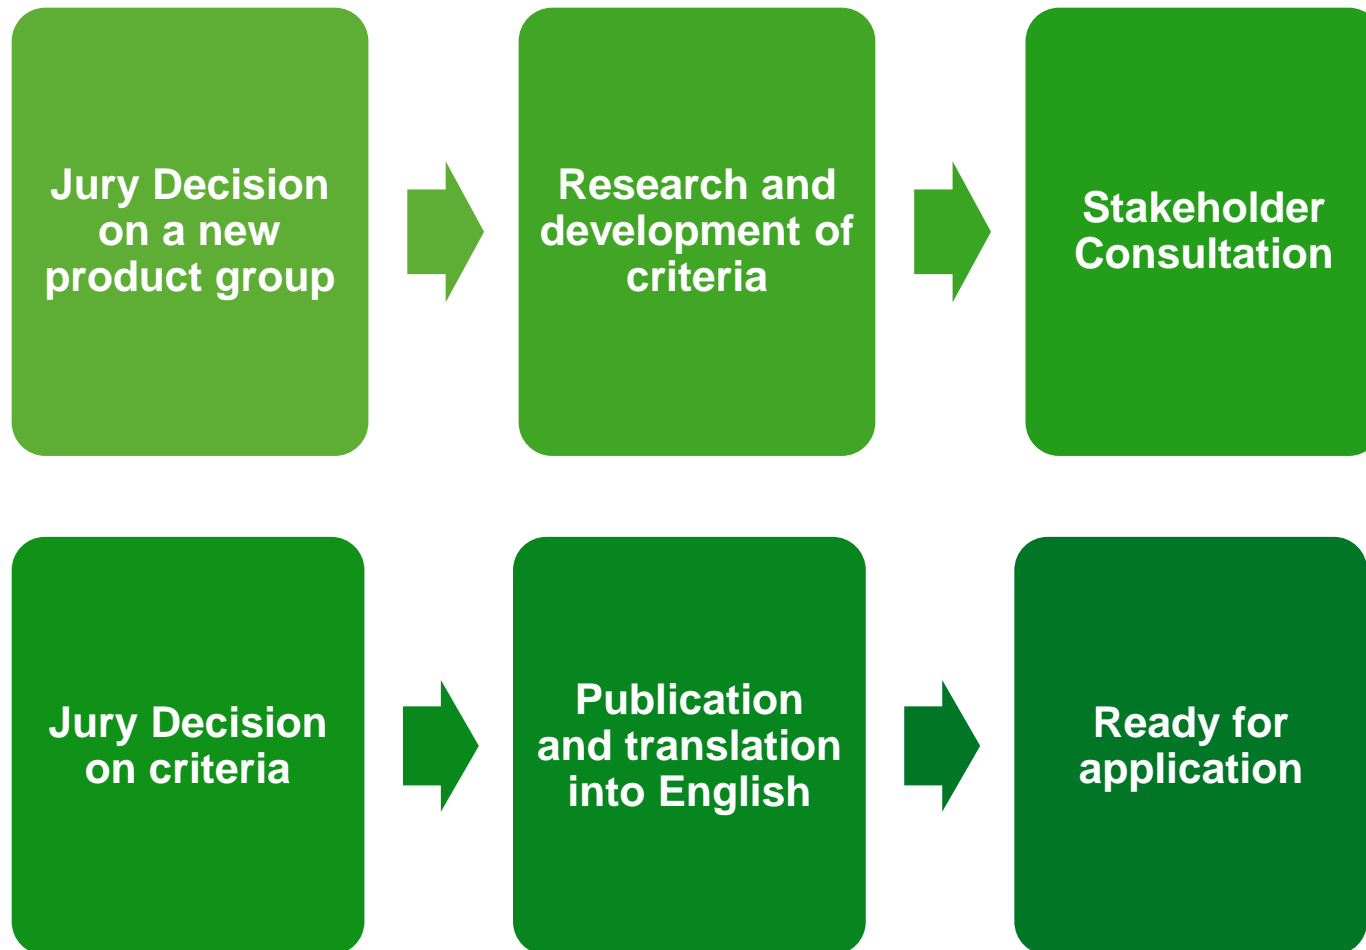 Jury Decision
on a new
product group
Research and
development of
criteria
Stakeholder
Consultation
Jury Decision
on criteria
Publication
and translation
into English
Ready for
application